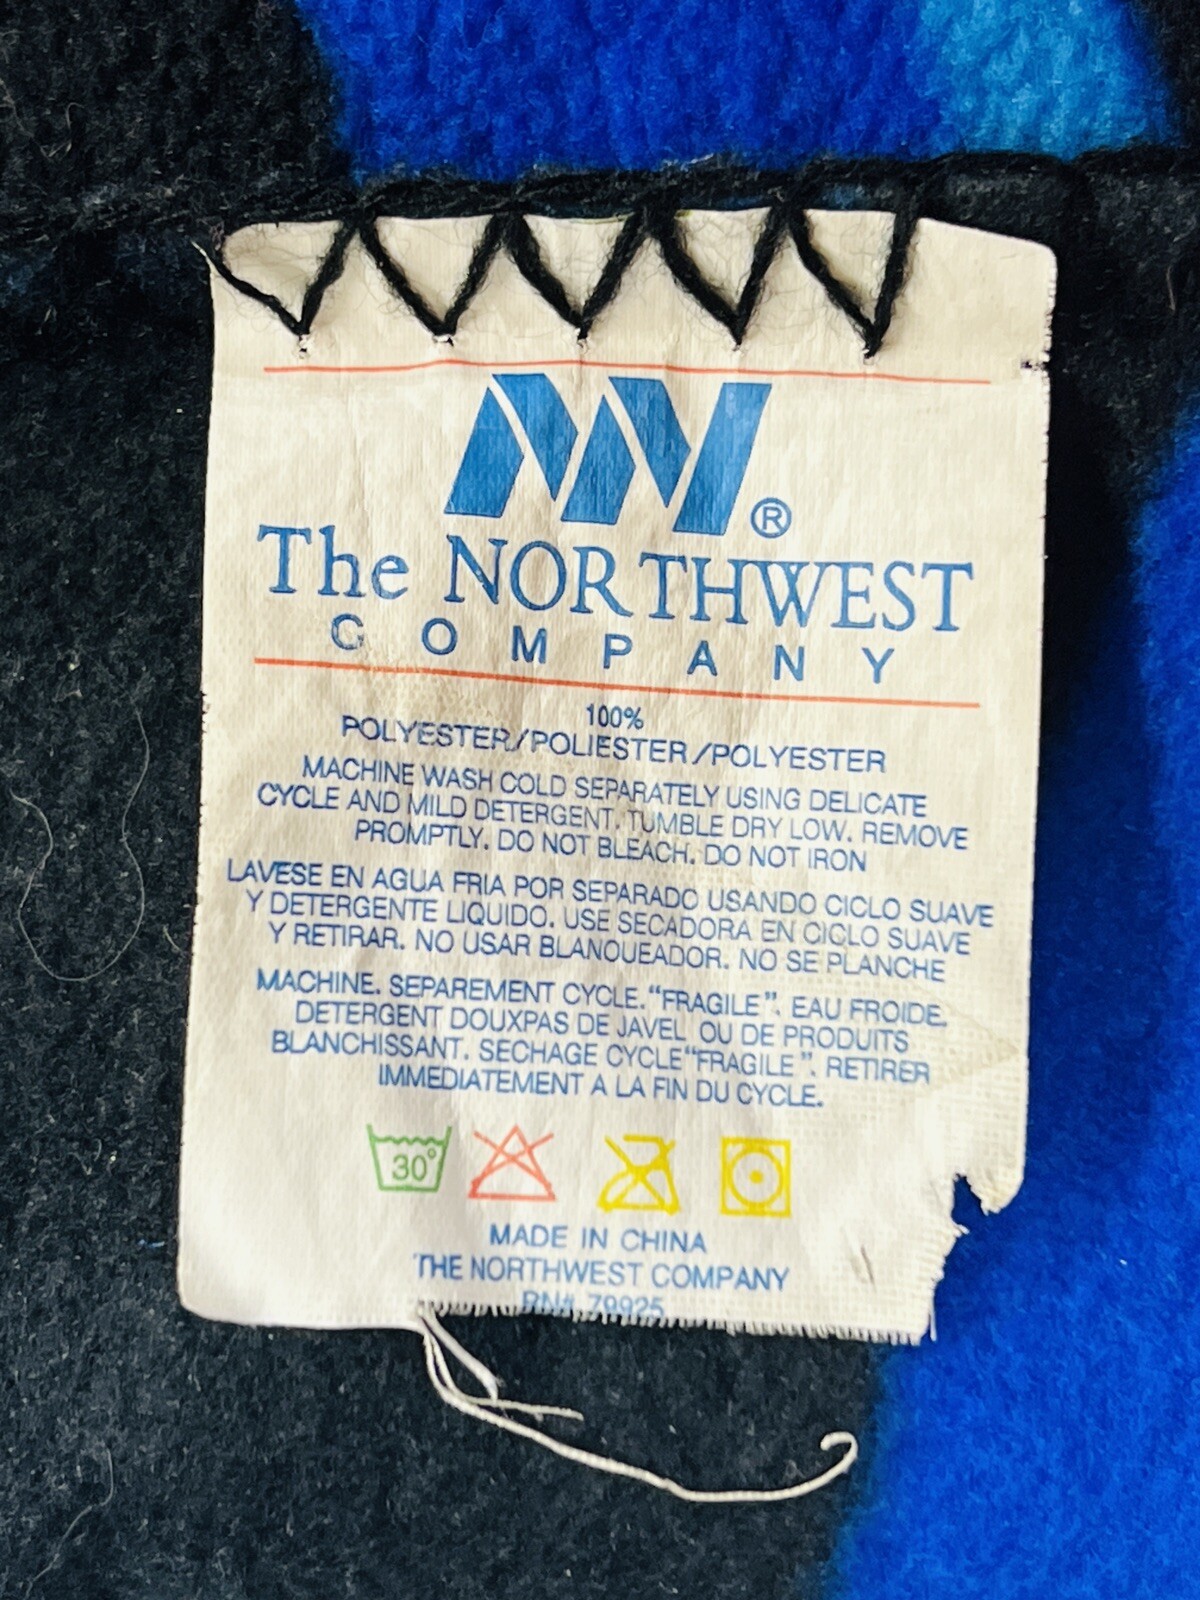 ®
The NORTHWEST
COMPANY
100%
POLYESTER/POLIESTER/POLYESTER
MACHINE WASH COLD SEPARATELY USING DELICATE
CYCLE AND MILD DETERGENT. TUMBLE DRY LOW. REMOVE
PROMPTLY. DO NOT BLEACH. DO NOT IRON
LAVESE EN AGUA FRIA POR SEPARADO USANDO CICLO SUAVE
Y DETERGENTE LIQUIDO. USE SECADORA EN CICLO SUAVE
Y RETIRAR. NO USAR BLANQUEADOR. NO SE PLANCHE
MACHINE. SEPAREMENT CYCLE."FRAGILE". EAU FROIDE.
DETERGENT DOUXPAS DE JAVEL OU DE PRODUITS
BLANCHISSANT. SECHAGE CYCLE"FRAGILE". RETIRER
IMMEDIATEMENT A LA FIN DU CYCLE.
30°
MADE IN CHINA
THE NORTHWEST COMPANY
RN# 79925